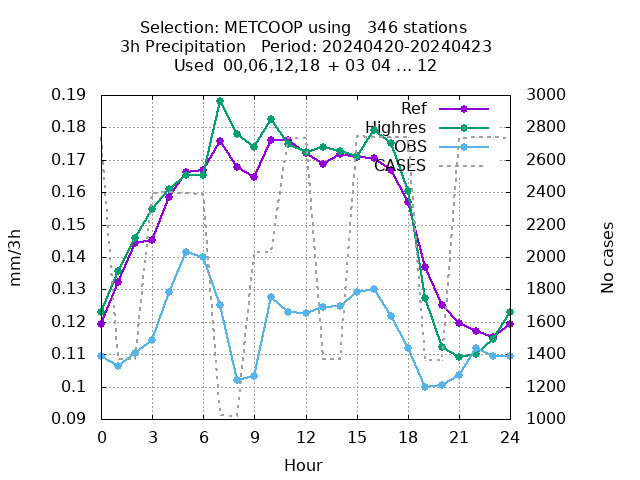 Selection: METCOOP using   346 stations
3h Precipitation   Period: 20240420-20240423
Used 00,06,12,18 + 03 04 ... 12
0.19
0.18
0.17
0.16
0.15
0.14
0.13
0.12
0.11
0.1
0.09
mm/3h
3000
2800
2600
2400
2200
2000
1800
1600
1400
1200
1000
No cases
Ref
Highres
OBS
CASES
0 3 6 9 12 15 18 21 24
Hour